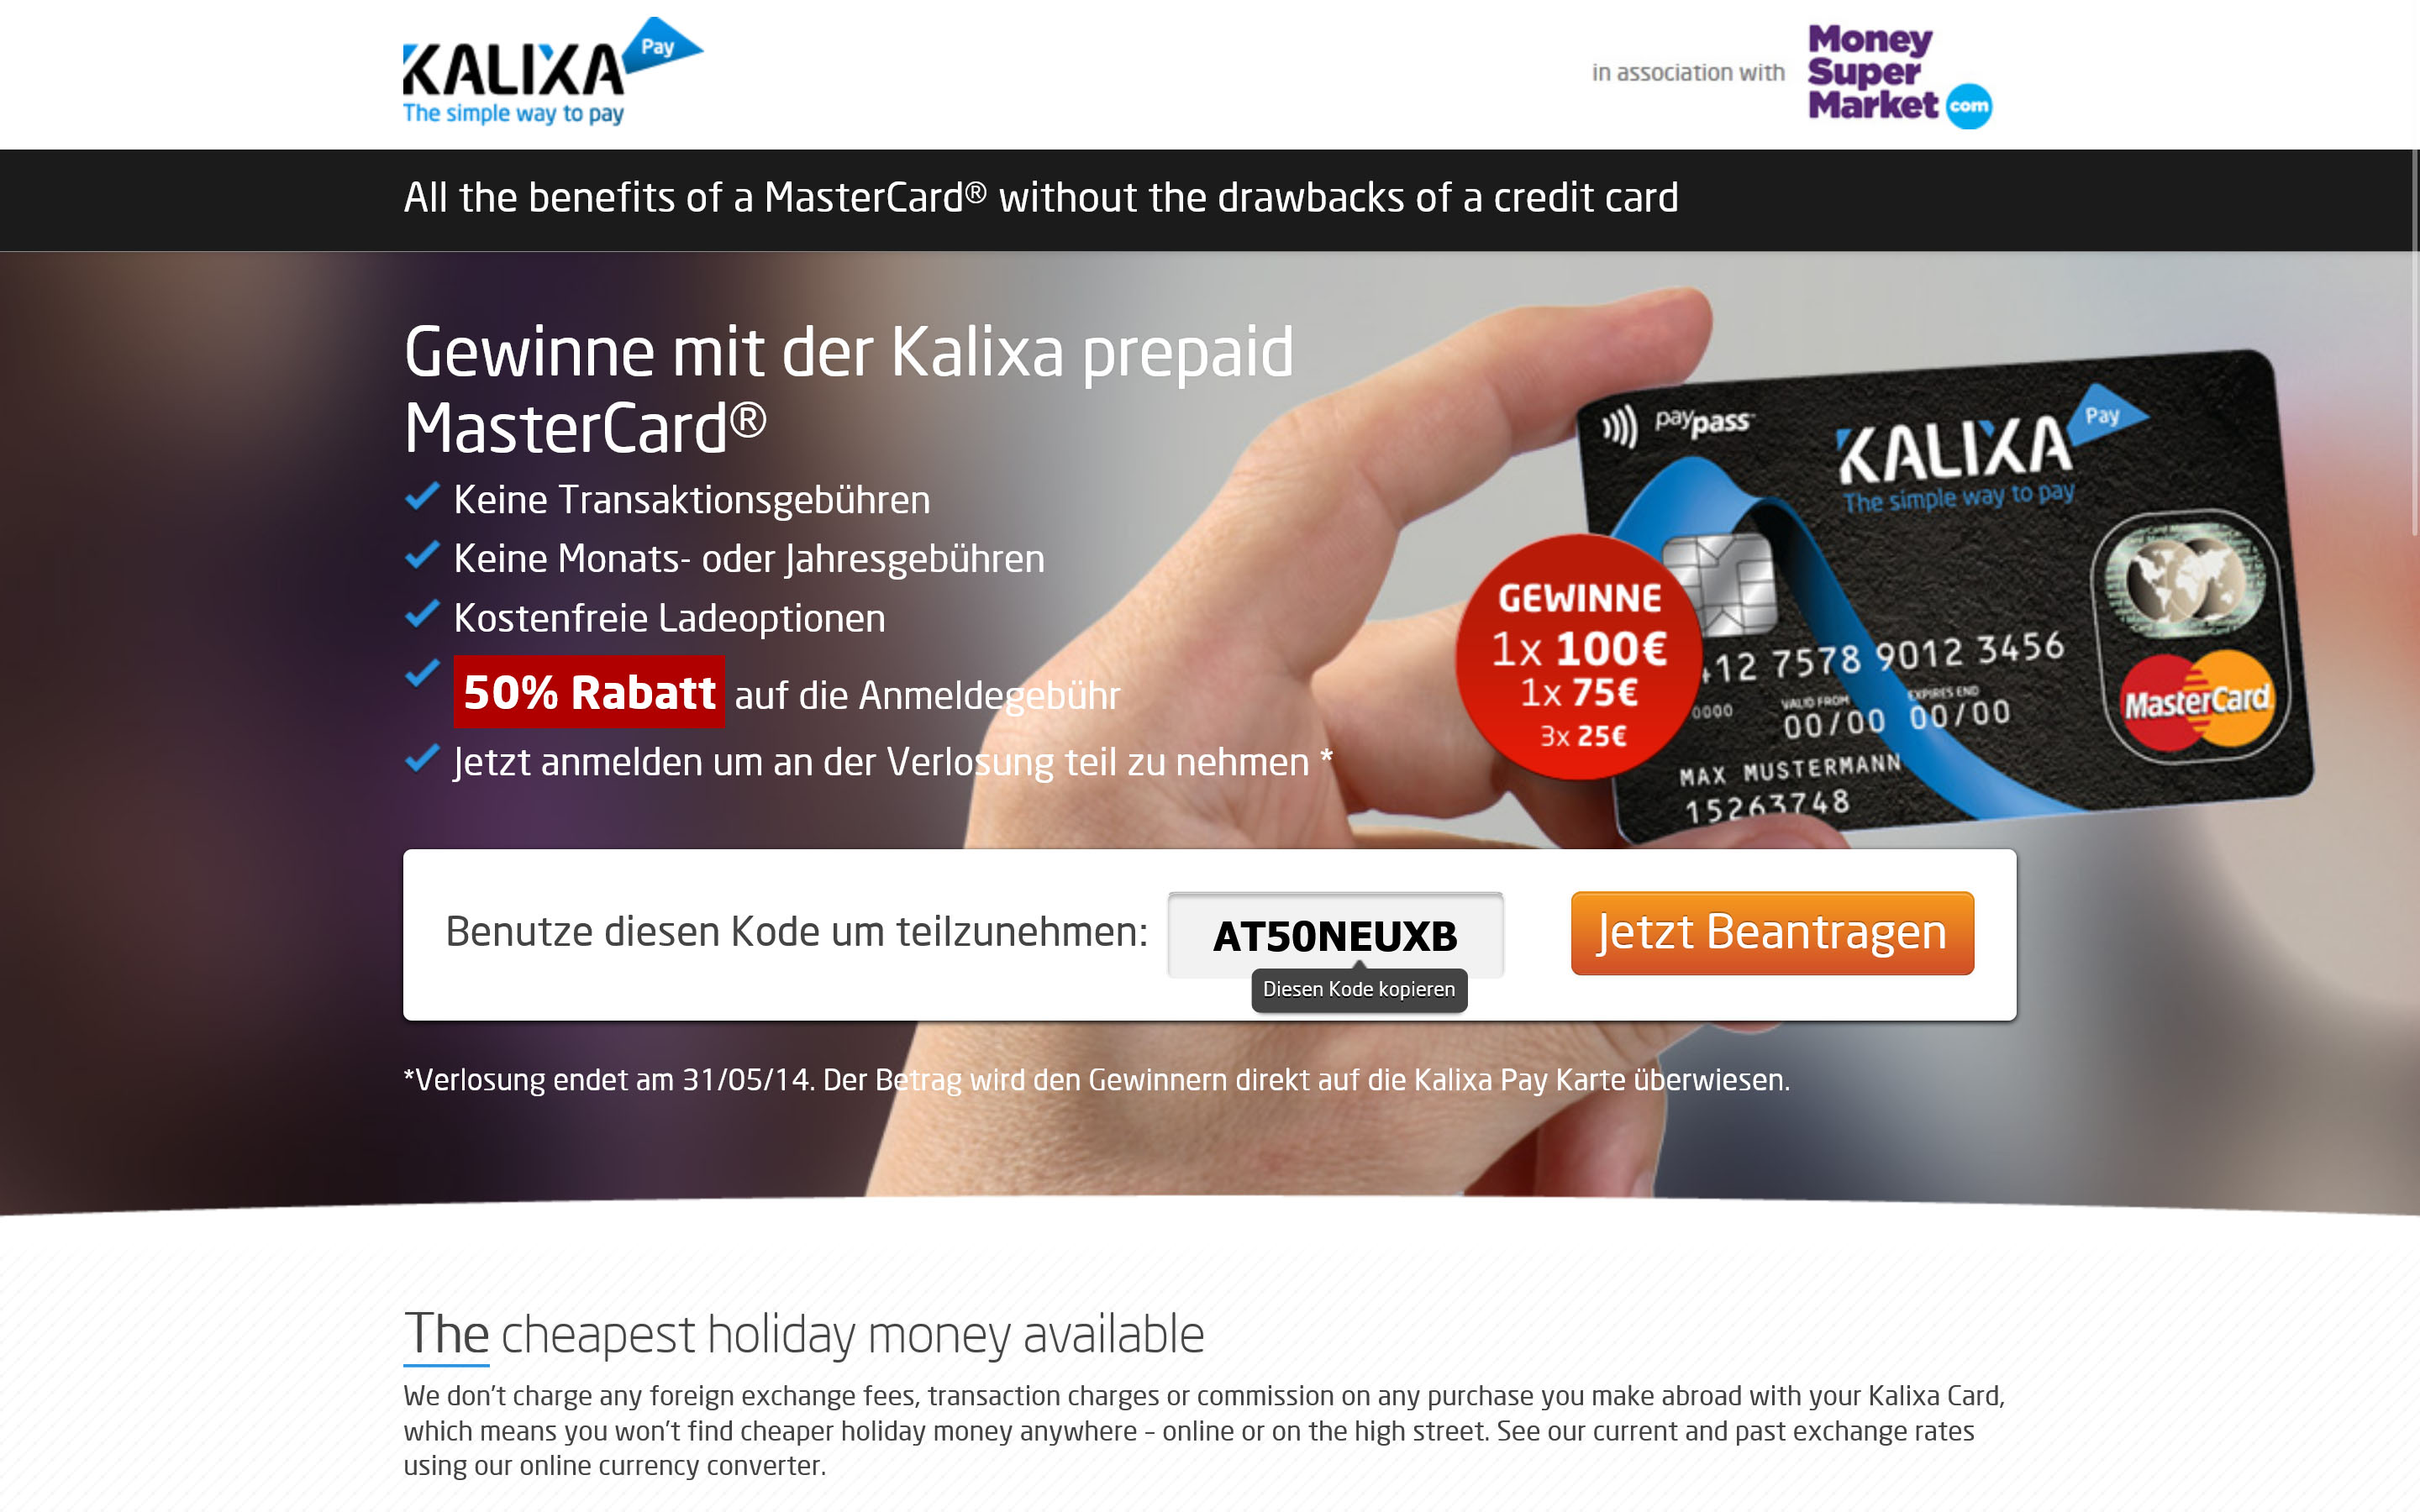 KALIXA Pay
The simple way to pay
in association with
Money
Super
Market com
All the benefits of a MasterCard® without the drawbacks of a credit card
Gewinne mit der Kalixa prepaid
MasterCard®
Keine Transaktionsgebühren
Keine Monats- oder Jahresgebühren
Kostenfreie Ladeoptionen
50% Rabatt auf die Anmeldegebühr
Jetzt anmelden um an der Verlosung teil zu nehmen *
GEWINNE
1x 100€
1x 75€
3x 25€
paypass
KALIXA Pay
The simple way to pay
12 7578 9012 3456
0000
VALID FROM
EXPIRES END
00/00 00/00
MAX MUSTERMANN
15263748
MasterCard
Benutze diesen Kode um teilzunehmen:
AT50NEUXB
Diesen Kode kopieren
Jetzt Beantragen
*Verlosung endet am 31/05/14. Der Betrag wird den Gewinnern direkt auf die Kalixa Pay Karte überwiesen.
The cheapest holiday money available
We don't charge any foreign exchange fees, transaction charges or commission on any purchase you make abroad with your Kalixa Card,
which means you won't find cheaper holiday money anywhere – online or on the high street. See our current and past exchange rates
using our online currency converter.